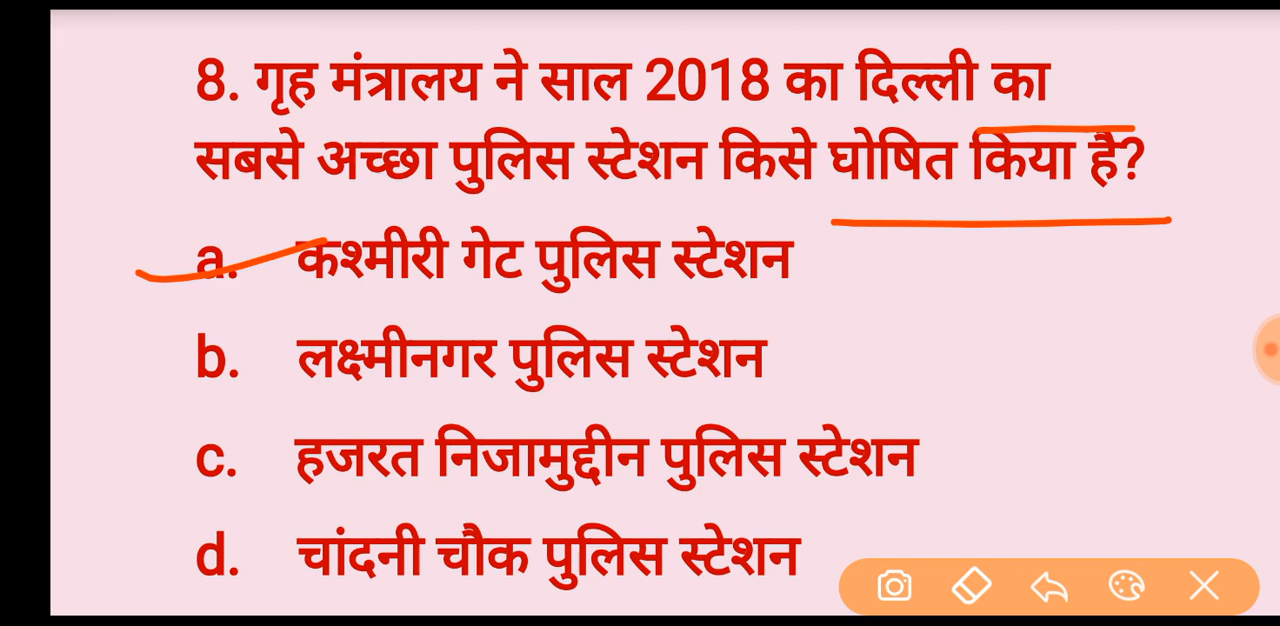 8. गृह मंत्रालय ने साल 2018 का दिल्ली का
सबसे अच्छा पुलिस स्टेशन किसे घोषित किया है?
a. कश्मीरी गेट पुलिस स्टेशन
b. लक्ष्मीनगर पुलिस स्टेशन
c. हजरत निजामुद्दीन पुलिस स्टेशन
d. चांदनी चौक पुलिस स्टेशन